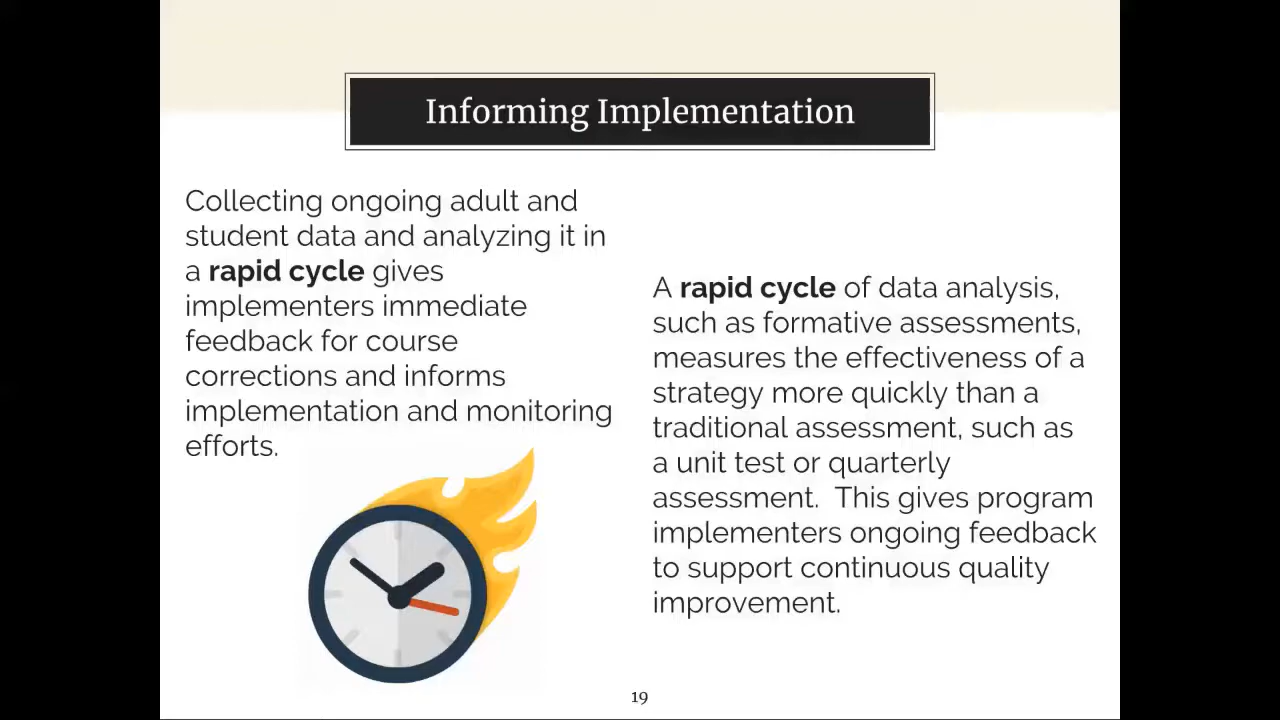 Informing Implementation
Collecting ongoing adult and
student data and analyzing it in
a rapid cycle gives
implementers immediate
feedback for course
corrections and informs
implementation and monitoring
efforts.
A rapid cycle of data analysis,
such as formative assessments,
measures the effectiveness of a
strategy more quickly than a
traditional assessment, such as
a unit test or quarterly
assessment.  This gives program
implementers ongoing feedback
to support continuous quality
improvement.
19